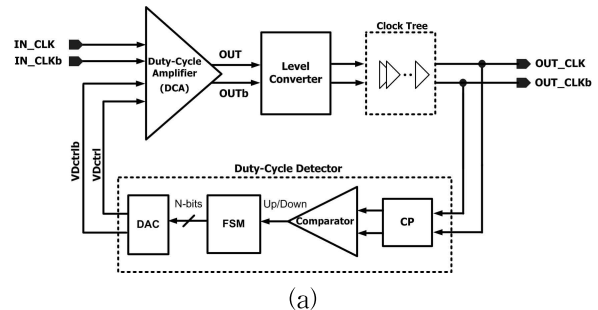 Clock Tree
IN_CLK
IN_CLKb
Duty-Cycle
Amplifier
(DCA)
OUT
OUTb
Level
Converter
OUT_CLK
OUT_CLKb
VDctrlb
VDctrl
Duty-Cycle Detector
DAC
N-bits
FSM
Up/Down
Comparator
CP
(a)